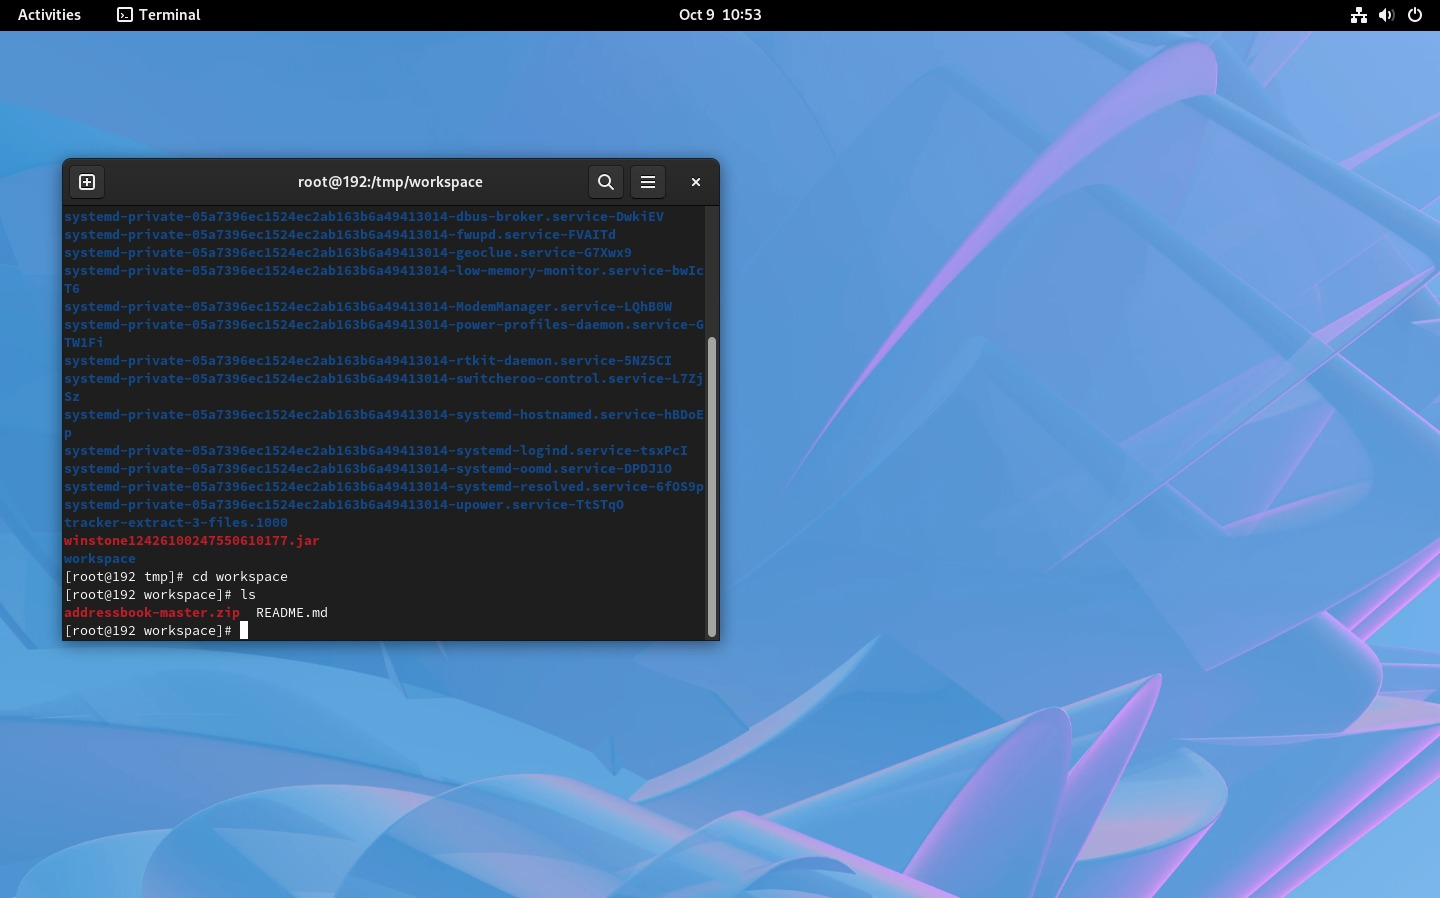 Activities Terminal Oct 9 10:53
root@192:/tmp/workspace
systemd-private-05a7396ec1524ec2ab163b6a49413014-dbus-broker.service-DwkiEV
systemd-private-05a7396ec1524ec2ab163b6a49413014-fwupd.service-FVAITd
systemd-private-05a7396ec1524ec2ab163b6a49413014-geoclue.service-G7Xwx9
systemd-private-05a7396ec1524ec2ab163b6a49413014-low-memory-monitor.service-bwIc
T6
systemd-private-05a7396ec1524ec2ab163b6a49413014-ModemManager.service-LQhB0W
systemd-private-05a7396ec1524ec2ab163b6a49413014-power-profiles-daemon.service-G
TW1Fi
systemd-private-05a7396ec1524ec2ab163b6a49413014-rtkit-daemon.service-5NZ5CI
systemd-private-05a7396ec1524ec2ab163b6a49413014-switcheroo-control.service-L7Zj
Sz
systemd-private-05a7396ec1524ec2ab163b6a49413014-systemd-hostnamed.service-hBDoE
p
systemd-private-05a7396ec1524ec2ab163b6a49413014-systemd-logind.service-tsxPcI
systemd-private-05a7396ec1524ec2ab163b6a49413014-systemd-oomd.service-DPDJ1O
systemd-private-05a7396ec1524ec2ab163b6a49413014-systemd-resolved.service-6fOS9p
systemd-private-05a7396ec1524ec2ab163b6a49413014-upower.service-TtSTqO
tracker-extract-3-files.1000
winstone12426100247550610177.jar
workspace
[root@192 tmp]# cd workspace
[root@192 workspace]# ls
addressbook-master.zip README.md
[root@192 workspace]#